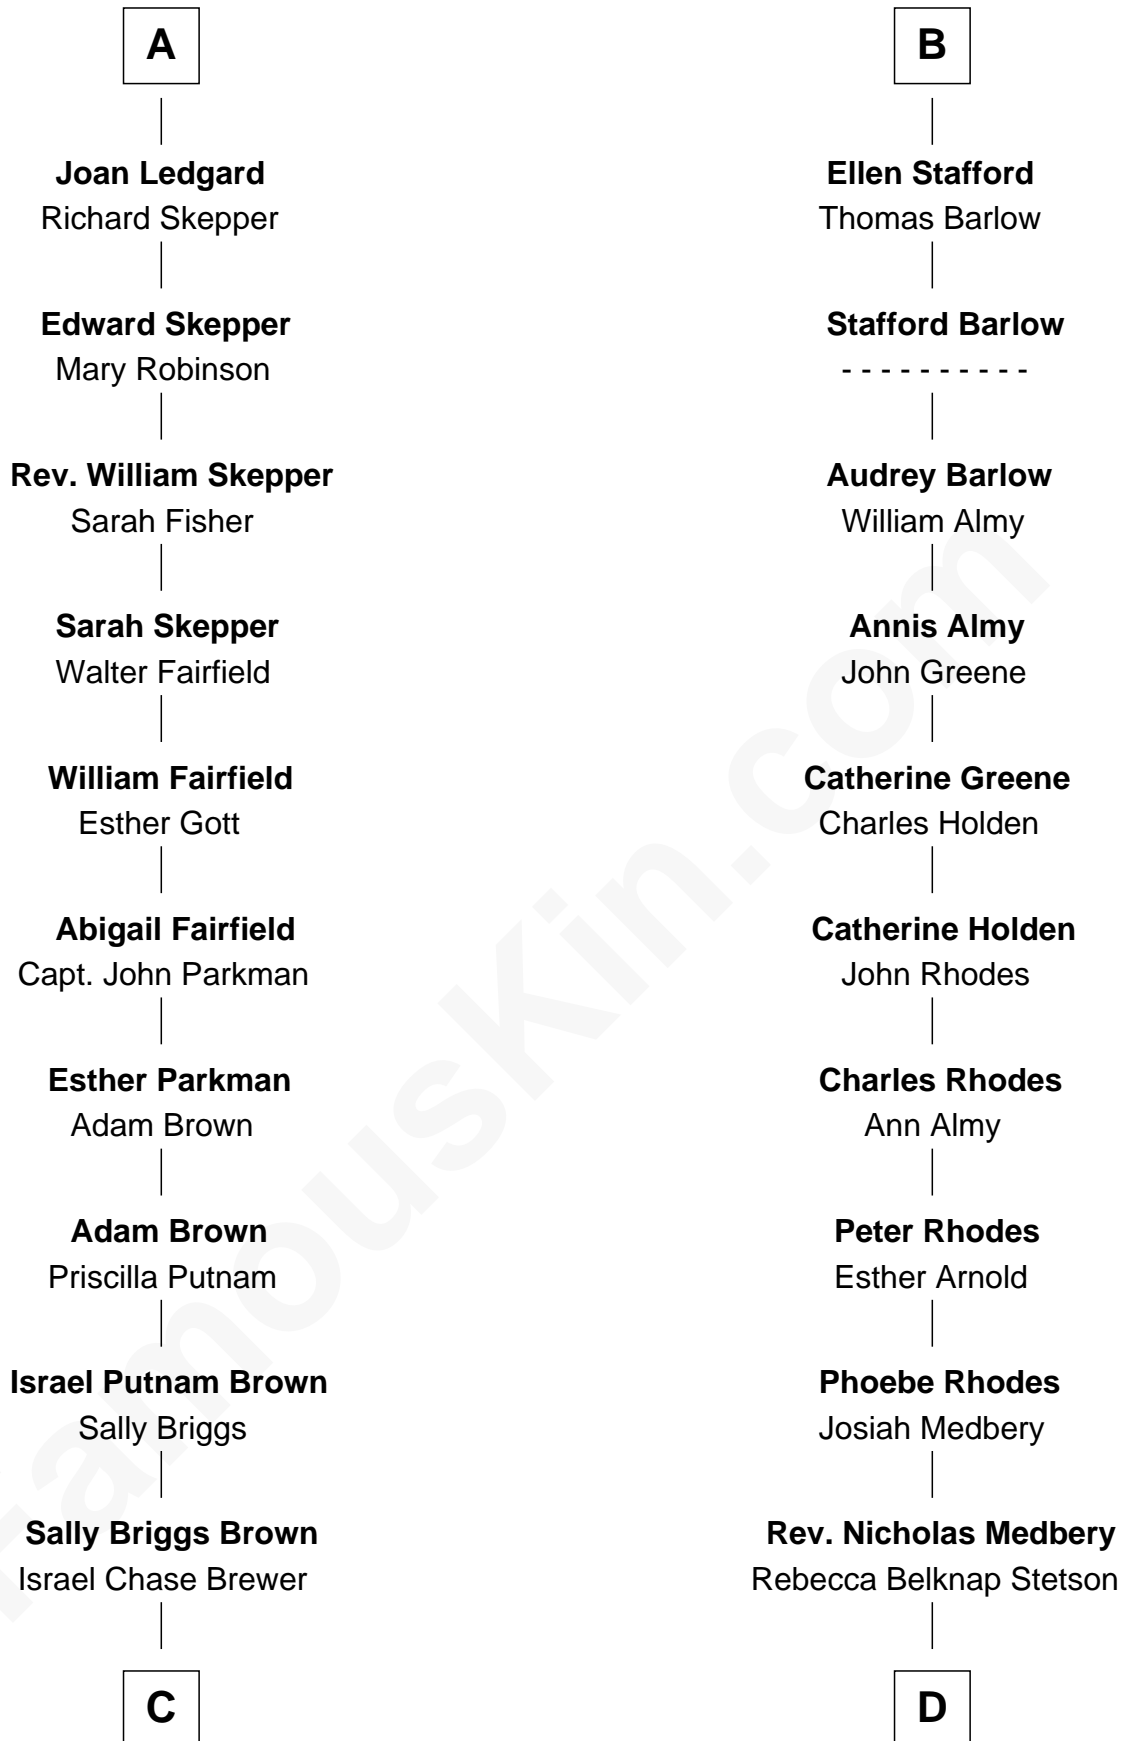 A
Joan Ledgard
Richard Skepper
Edward Skepper
Mary Robinson
Rev. William Skepper
Sarah Fisher
Sarah Skepper
Walter Fairfield
William Fairfield
Esther Gott
Abigail Fairfield
Capt. John Parkman
Esther Parkman
Adam Brown
Adam Brown
Priscilla Putnam
Israel Putnam Brown
Sally Briggs
Sally Briggs Brown
Israel Chase Brewer
C
B
Ellen Stafford
Thomas Barlow
Stafford Barlow
- - - - - - - - - -
Audrey Barlow
William Almy
Annis Almy
John Greene
Catherine Greene
Charles Holden
Catherine Holden
John Rhodes
Charles Rhodes
Ann Almy
Peter Rhodes
Esther Arnold
Phoebe Rhodes
Josiah Medbery
Rev. Nicholas Medbery
Rebecca Belknap Stetson
D
FamousKin.com